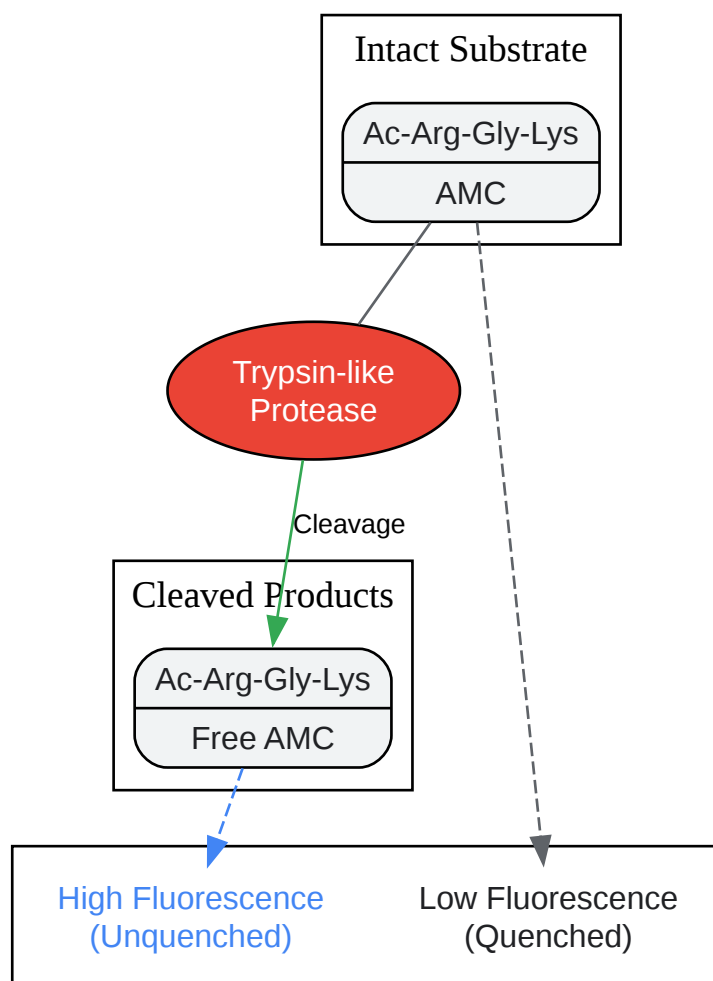 Intact Substrate
Ac-Arg-Gly-Lys
AMC
Trypsin-like
Protease
Cleavage
Cleaved Products
Ac-Arg-Gly-Lys
Free AMC
High Fluorescence
(Unquenched)
Low Fluorescence
(Quenched)